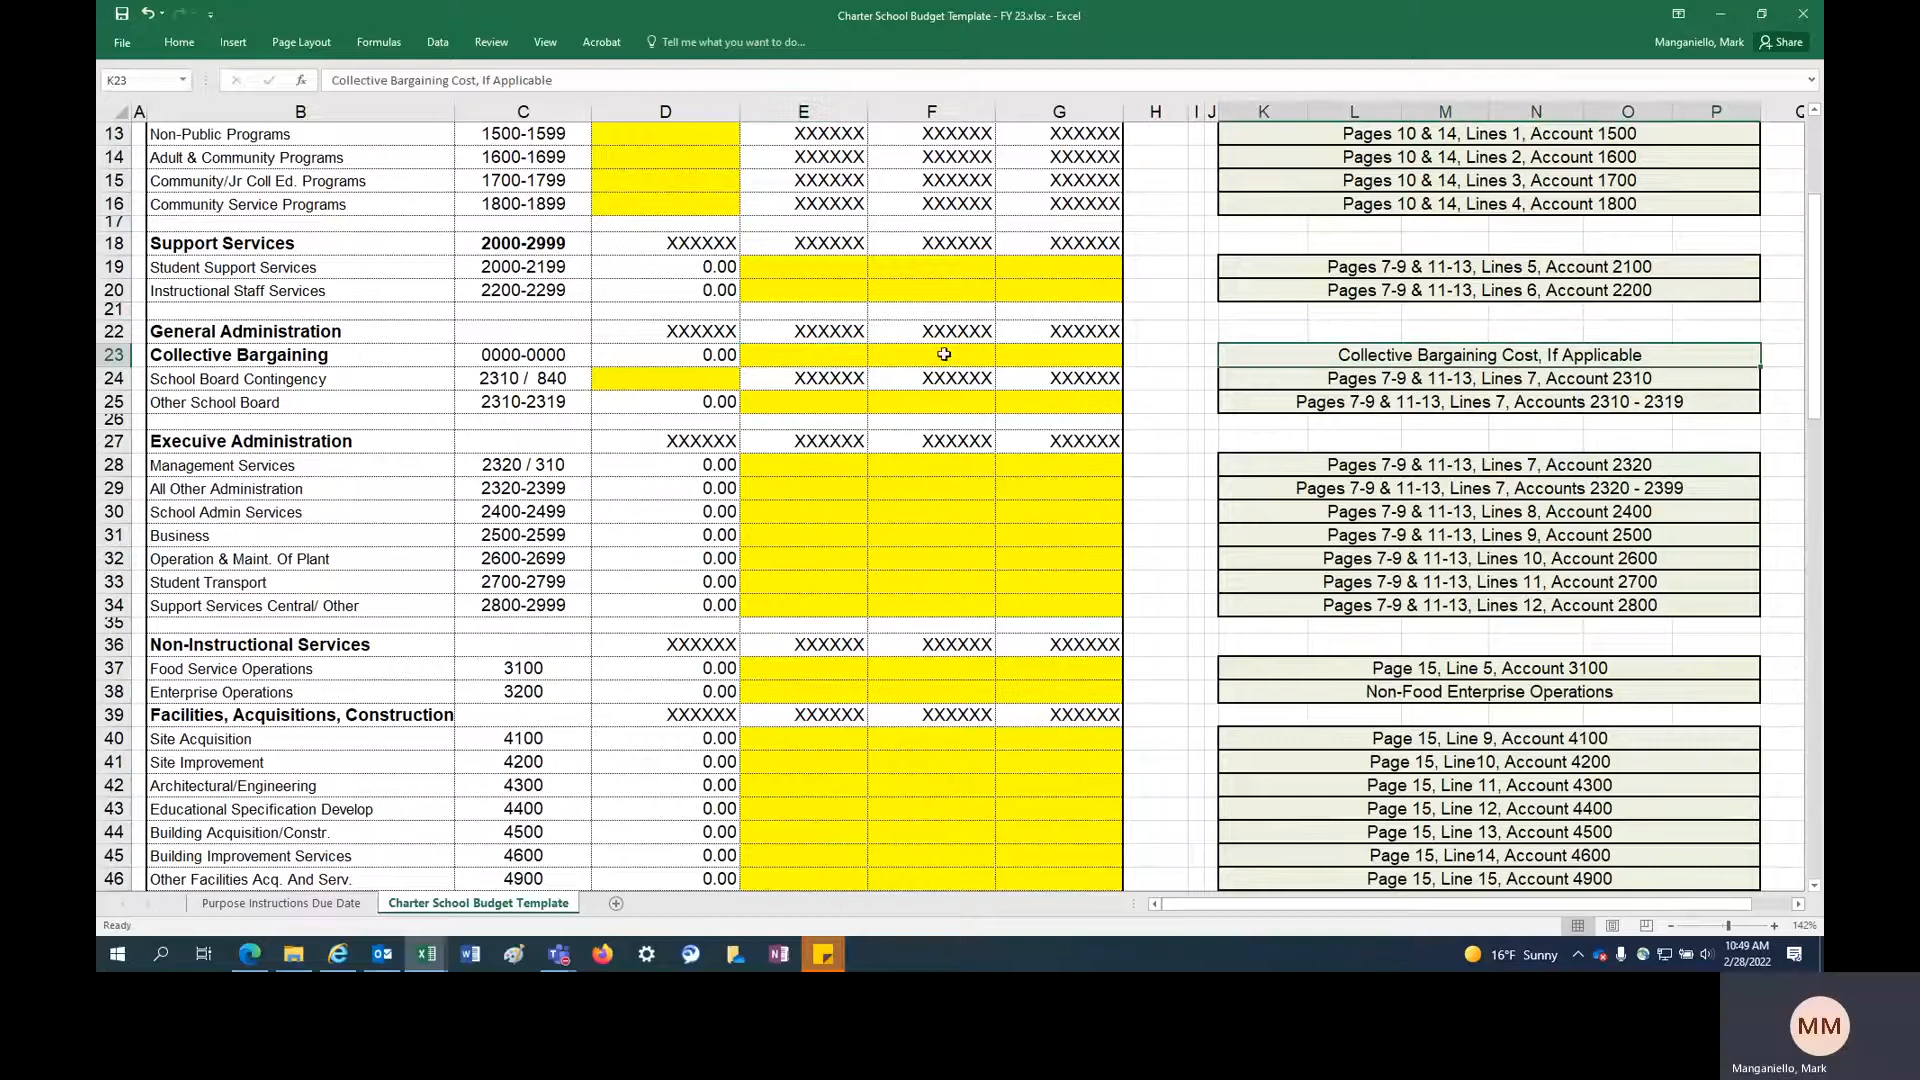 Charter School Budget Template - FY 23.xlsx - Excel
File Home Insert Page Layout Formulas Data Review View Acrobat Tell me what you want to do... Manganiello, Mark Share
K23 fx Collective Bargaining Cost, If Applicable
A B C D E F G H I J K L M N O P Q
13 Non-Public Programs 1500-1599 XXXXXX XXXXXX XXXXXX Pages 10 & 14, Lines 1, Account 1500
14 Adult & Community Programs 1600-1699 XXXXXX XXXXXX XXXXXX Pages 10 & 14, Lines 2, Account 1600
15 Community/Jr Coll Ed. Programs 1700-1799 XXXXXX XXXXXX XXXXXX Pages 10 & 14, Lines 3, Account 1700
16 Community Service Programs 1800-1899 XXXXXX XXXXXX XXXXXX Pages 10 & 14, Lines 4, Account 1800
17
18 Support Services 2000-2999 XXXXXX XXXXXX XXXXXX XXXXXX
19 Student Support Services 2000-2199 0.00 Pages 7-9 & 11-13, Lines 5, Account 2100
20 Instructional Staff Services 2200-2299 0.00 Pages 7-9 & 11-13, Lines 6, Account 2200
21
22 General Administration XXXXXX XXXXXX XXXXXX XXXXXX
23 Collective Bargaining 0000-0000 0.00 Collective Bargaining Cost, If Applicable
24 School Board Contingency 2310 / 840 XXXXXX XXXXXX XXXXXX Pages 7-9 & 11-13, Lines 7, Account 2310
25 Other School Board 2310-2319 0.00 Pages 7-9 & 11-13, Lines 7, Accounts 2310 - 2319
26
27 Execuive Administration XXXXXX XXXXXX XXXXXX XXXXXX
28 Management Services 2320 / 310 0.00 Pages 7-9 & 11-13, Lines 7, Account 2320
29 All Other Administration 2320-2399 0.00 Pages 7-9 & 11-13, Lines 7, Accounts 2320 - 2399
30 School Admin Services 2400-2499 0.00 Pages 7-9 & 11-13, Lines 8, Account 2400
31 Business 2500-2599 0.00 Pages 7-9 & 11-13, Lines 9, Account 2500
32 Operation & Maint. Of Plant 2600-2699 0.00 Pages 7-9 & 11-13, Lines 10, Account 2600
33 Student Transport 2700-2799 0.00 Pages 7-9 & 11-13, Lines 11, Account 2700
34 Support Services Central/ Other 2800-2999 0.00 Pages 7-9 & 11-13, Lines 12, Account 2800
35
36 Non-Instructional Services XXXXXX XXXXXX XXXXXX XXXXXX
37 Food Service Operations 3100 0.00 Page 15, Line 5, Account 3100
38 Enterprise Operations 3200 0.00 Non-Food Enterprise Operations
39 Facilities, Acquisitions, Construction XXXXXX XXXXXX XXXXXX XXXXXX
40 Site Acquisition 4100 0.00 Page 15, Line 9, Account 4100
41 Site Improvement 4200 0.00 Page 15, Line10, Account 4200
42 Architectural/Engineering 4300 0.00 Page 15, Line 11, Account 4300
43 Educational Specification Develop 4400 0.00 Page 15, Line 12, Account 4400
44 Building Acquisition/Constr. 4500 0.00 Page 15, Line 13, Account 4500
45 Building Improvement Services 4600 0.00 Page 15, Line14, Account 4600
46 Other Facilities Acq. And Serv. 4900 0.00 Page 15, Line 15, Account 4900
Purpose Instructions Due Date Charter School Budget Template
Ready 142%
16°F Sunny 10:49 AM
2/28/2022
MM
Manganiello, Mark